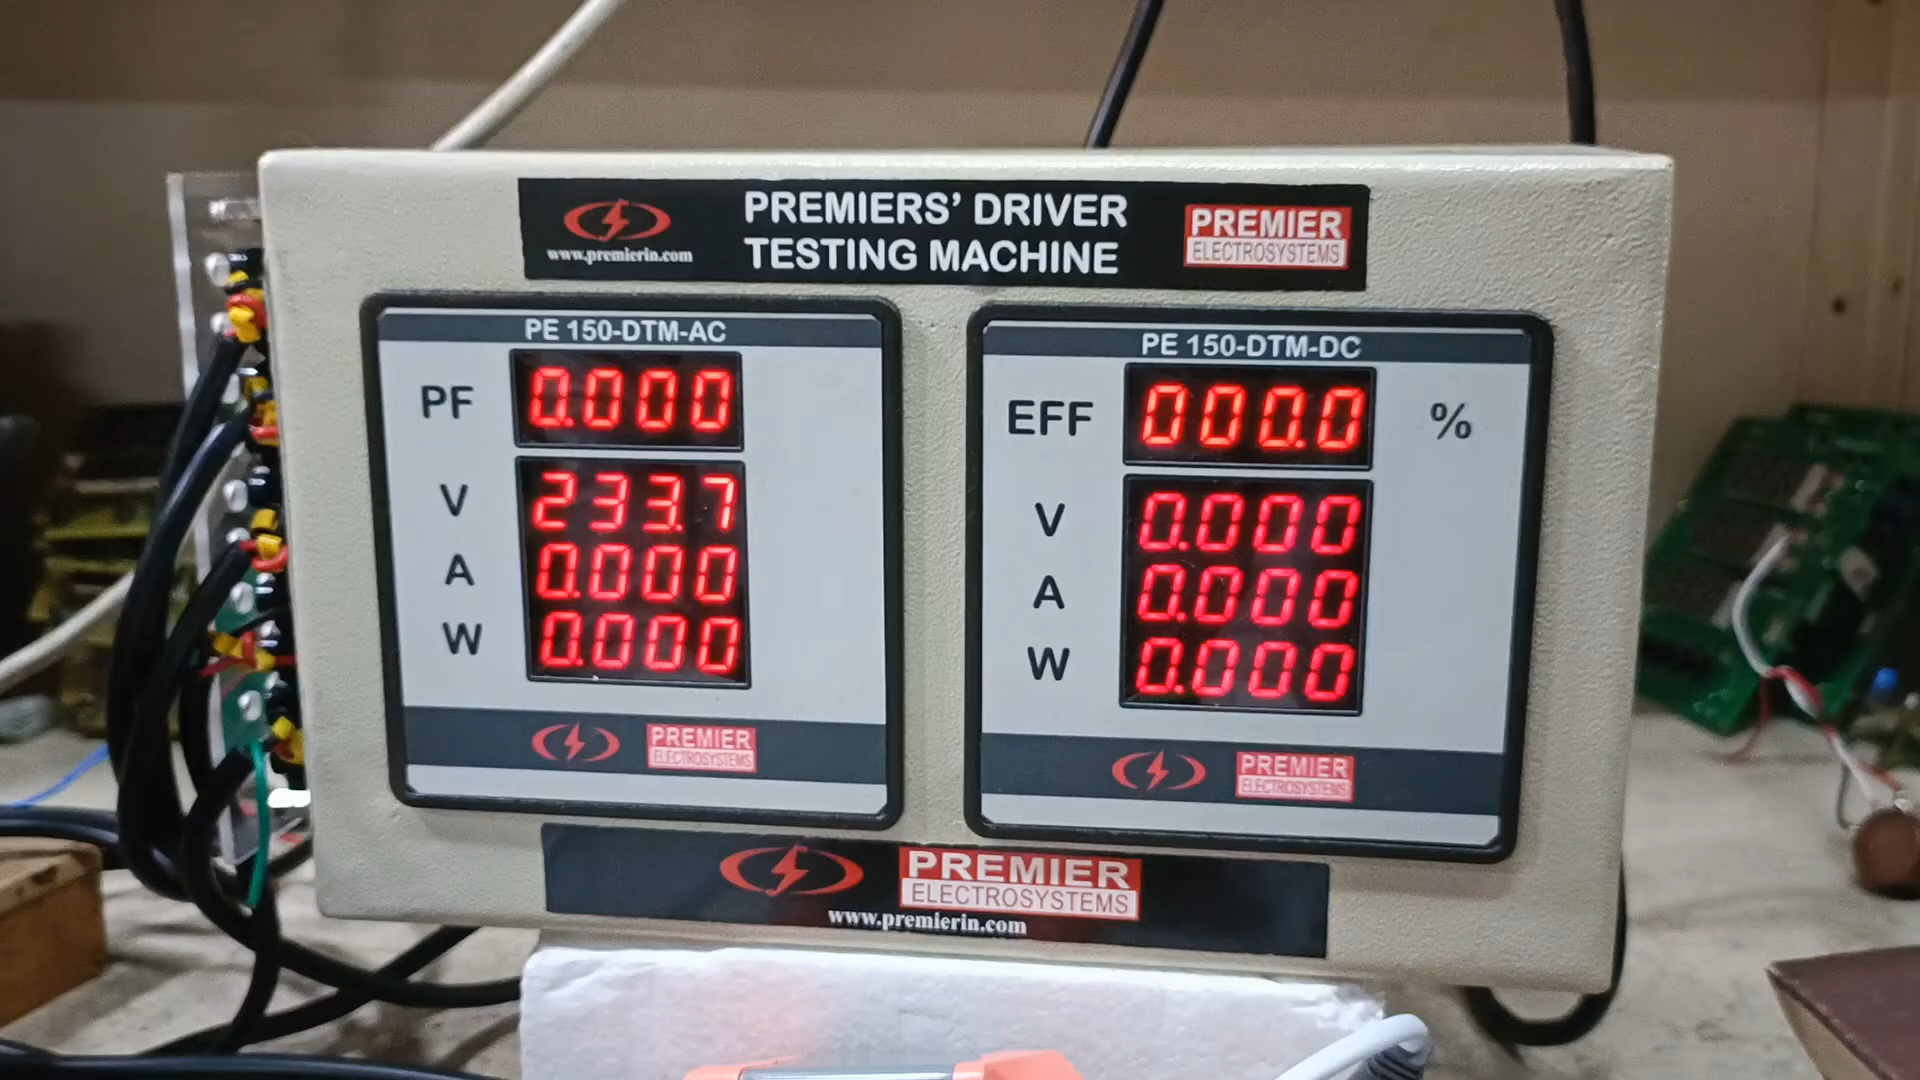 www.premierin.com
PREMIERS' DRIVER
TESTING MACHINE
PREMIER
ELECTROSYSTEMS
PE 150-DTM-AC
PF 0.000
V 233.7
A 0.000
W 0.000
PREMIER
ELECTROSYSTEMS
PE 150-DTM-DC
EFF 000.0 %
V 0.000
A 0.000
W 0.000
PREMIER
ELECTROSYSTEMS
PREMIER
ELECTROSYSTEMS
www.premierin.com